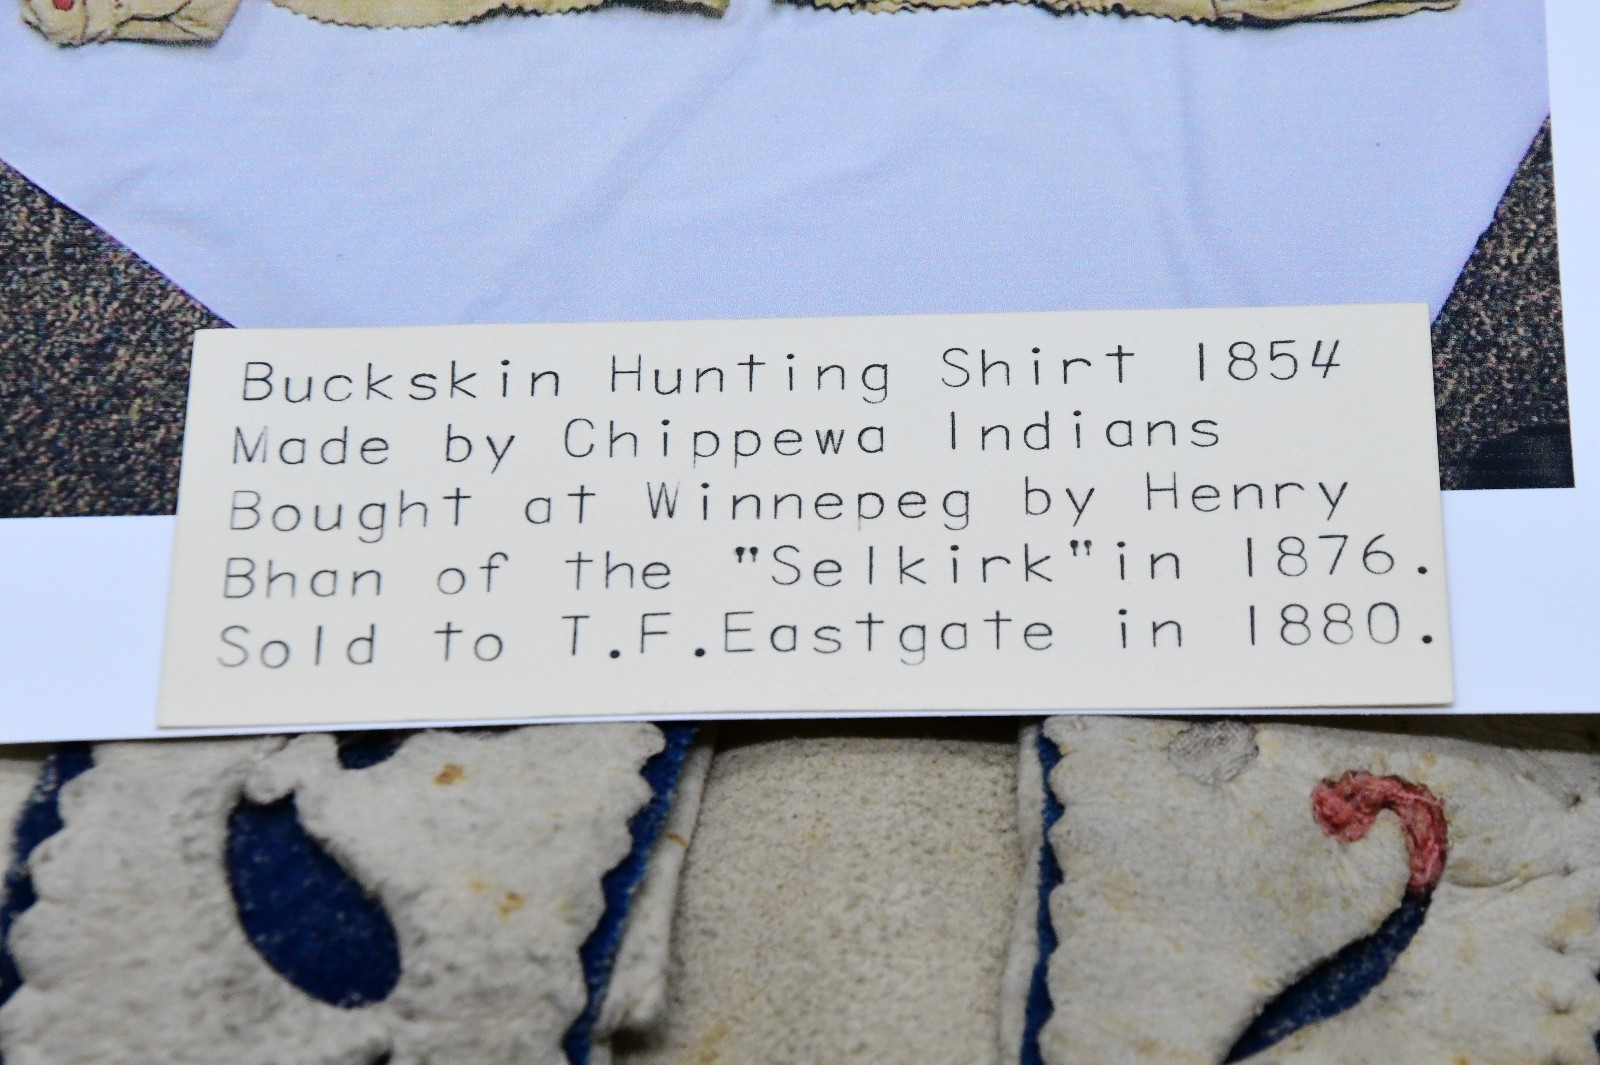 Buckskin Hunting Shirt 1854
Made by Chippewa Indians
Bought at Winnepeg by Henry
Bhan of the "Selkirk"in 1876.
Sold to T.F.Eastgate in 1880.